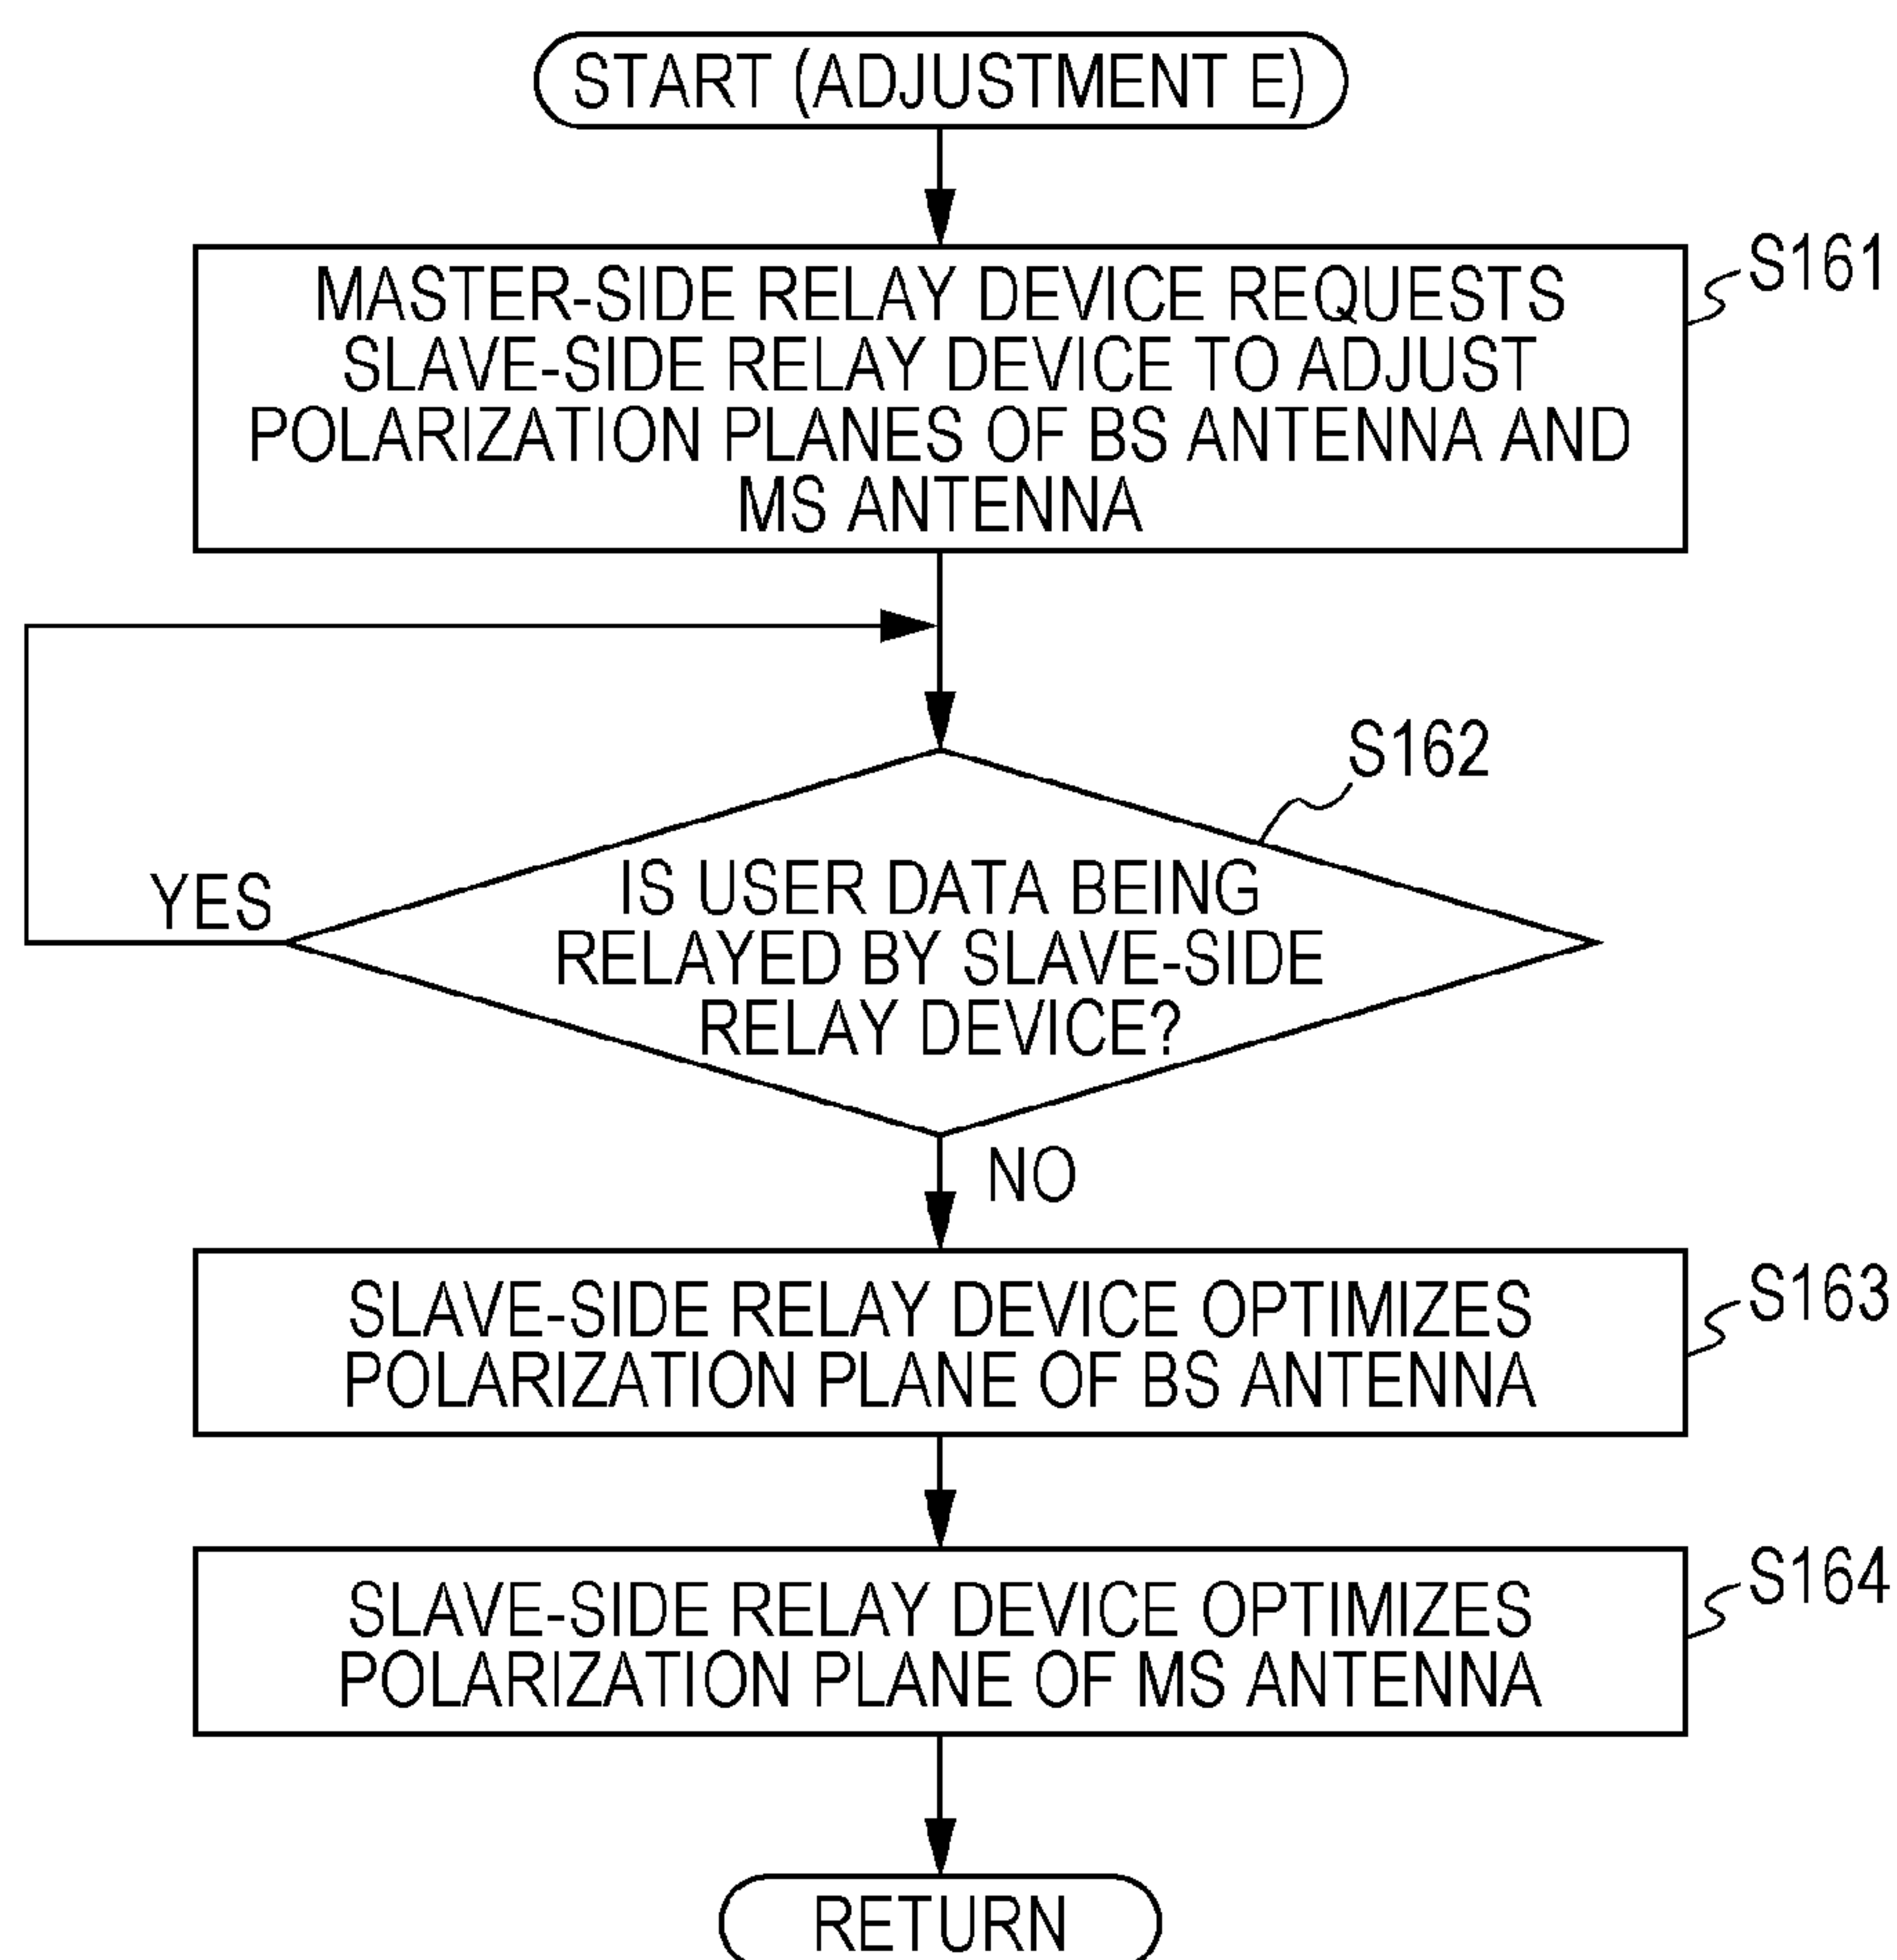 START (ADJUSTMENT E)
MASTER-SIDE RELAY DEVICE REQUESTS
SLAVE-SIDE RELAY DEVICE TO ADJUST
POLARIZATION PLANES OF BS ANTENNA AND
MS ANTENNA
S161
S162
IS USER DATA BEING
RELAYED BY SLAVE-SIDE
RELAY DEVICE?
YES
NO
SLAVE-SIDE RELAY DEVICE OPTIMIZES
POLARIZATION PLANE OF BS ANTENNA
S163
SLAVE-SIDE RELAY DEVICE OPTIMIZES
POLARIZATION PLANE OF MS ANTENNA
S164
RETURN